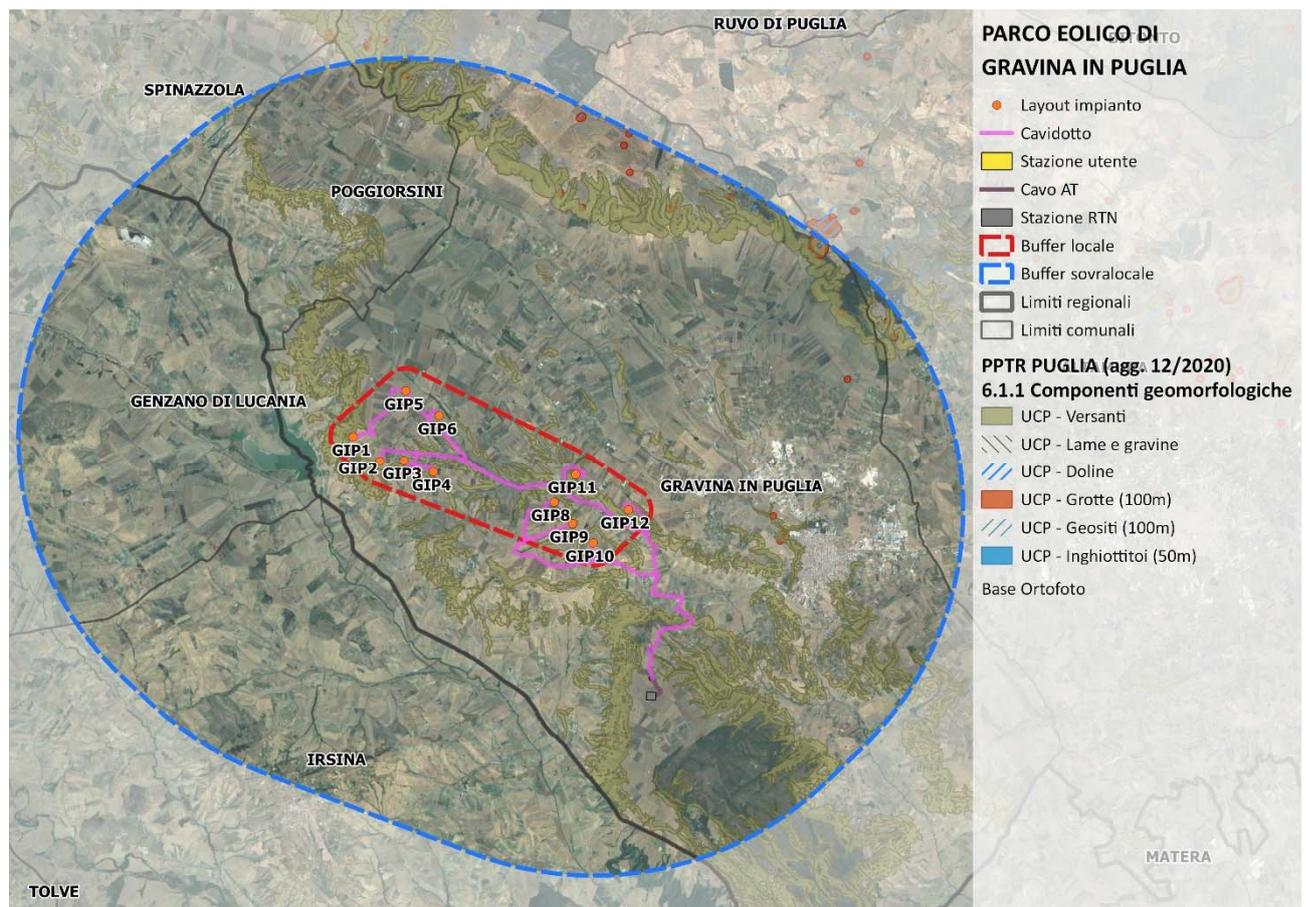 RUVO DI PUGLIA
SPINAZZOLA
POGGIORSINI
GENZANO DI LUCANIA
GIP5
GIP6
GIP1
GIP2
GIP3
GIP4
GIP11
GRAVINA IN PUGLIA
GIP8
GIP12
GIP9
GIP10
IRSINA
TOLVE
MATERA
PARCO EOLICO DI
GRAVINA IN PUGLIA
Layout impianto
Cavidotto
Stazione utente
Cavo AT
Stazione RTN
Buffer locale
Buffer sovralocale
Limiti regionali
Limiti comunali
PPTR PUGLIA (agg. 12/2020)
6.1.1 Componenti geomorfologiche
UCP - Versanti
UCP - Lame e gravine
UCP - Doline
UCP - Grotte (100m)
UCP - Geositi (100m)
UCP - Inghiottitoi (50m)
Base Ortofoto